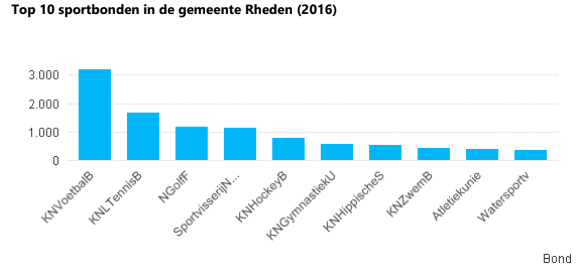 Top 10 sportbonden in de gemeente Rheden (2016)
3.000
2.000
1.000
0
KNVoetbalB
KNLTennisB
NGolfF
SportvisserijN...
KNHockeyB
KNGymnastiekU
KNHippischeS
KNZwemB
Atletiekunie
Watersportv
Bond